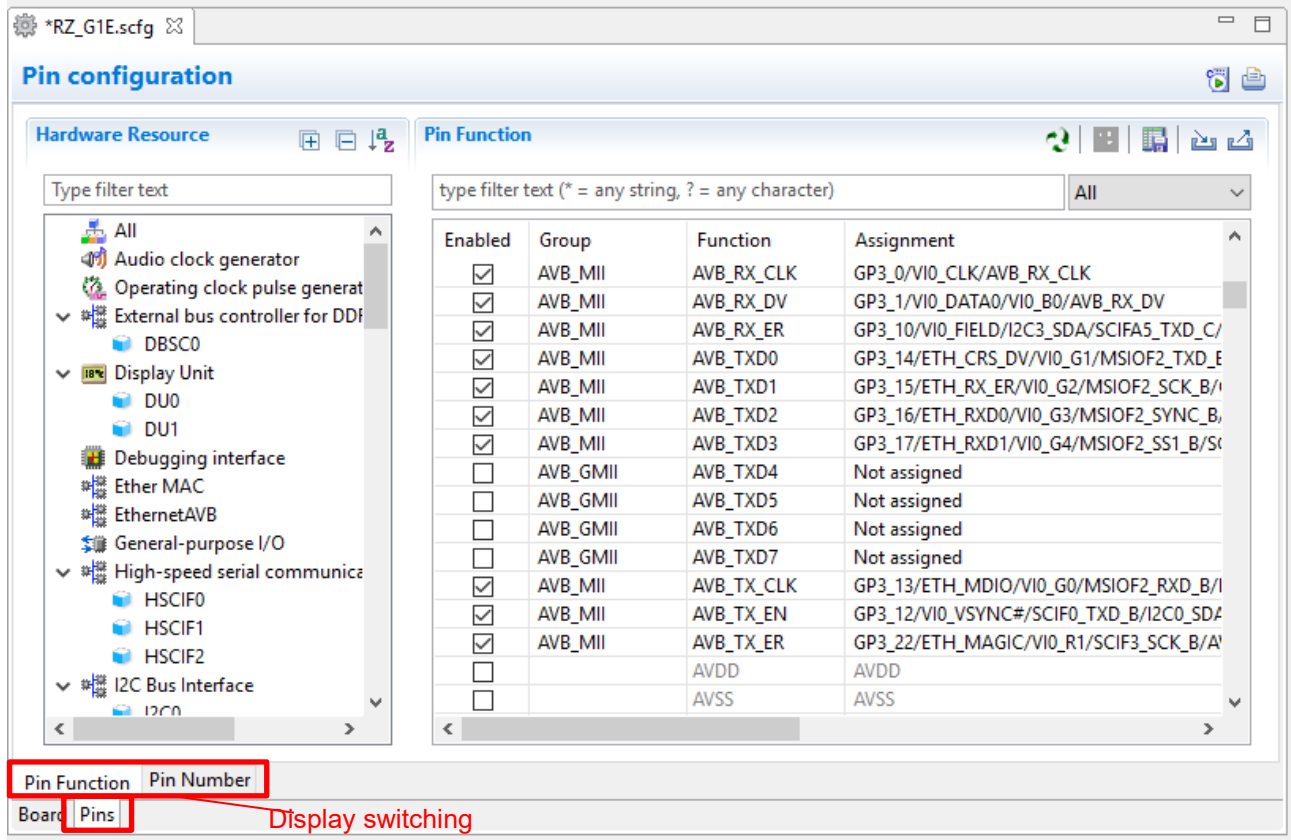 *RZ_G1E.scfg
Pin configuration
Hardware Resource
Type filter text
All
Audio clock generator
Operating clock pulse generat
External bus controller for DDR
DBSC0
Display Unit
DU0
DU1
Debugging interface
Ether MAC
EthernetAVB
General-purpose I/O
High-speed serial communica
HSCIF0
HSCIF1
HSCIF2
I2C Bus Interface
I2C0
Pin Function
type filter text (* = any string, ? = any character) All
Enabled Group Function Assignment
AVB_MII AVB_RX_CLK GP3_0/VI0_CLK/AVB_RX_CLK
AVB_MII AVB_RX_DV GP3_1/VI0_DATA0/VI0_B0/AVB_RX_DV
AVB_MII AVB_RX_ER GP3_10/VI0_FIELD/I2C3_SDA/SCIFA5_TXD_C/
AVB_MII AVB_TXD0 GP3_14/ETH_CRS_DV/VI0_G1/MSIOF2_TXD_B
AVB_MII AVB_TXD1 GP3_15/ETH_RX_ER/VI0_G2/MSIOF2_SCK_B/
AVB_MII AVB_TXD2 GP3_16/ETH_RXD0/VI0_G3/MSIOF2_SYNC_B/
AVB_MII AVB_TXD3 GP3_17/ETH_RXD1/VI0_G4/MSIOF2_SS1_B/S
AVB_GMII AVB_TXD4 Not assigned
AVB_GMII AVB_TXD5 Not assigned
AVB_GMII AVB_TXD6 Not assigned
AVB_GMII AVB_TXD7 Not assigned
AVB_MII AVB_TX_CLK GP3_13/ETH_MDIO/VI0_G0/MSIOF2_RXD_B/
AVB_MII AVB_TX_EN GP3_12/VI0_VSYNC#/SCIF0_TXD_B/I2C0_SDA
AVB_MII AVB_TX_ER GP3_22/ETH_MAGIC/VI0_R1/SCIF3_SCK_B/A
AVDD AVDD
AVSS AVSS
Pin Function Pin Number
Board Pins
Display switching